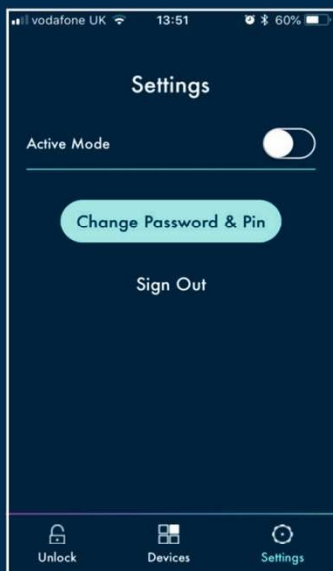 vodafone UK 13:51 60%
Settings
Active Mode
Change Password & Pin
Sign Out
Unlock Devices Settings